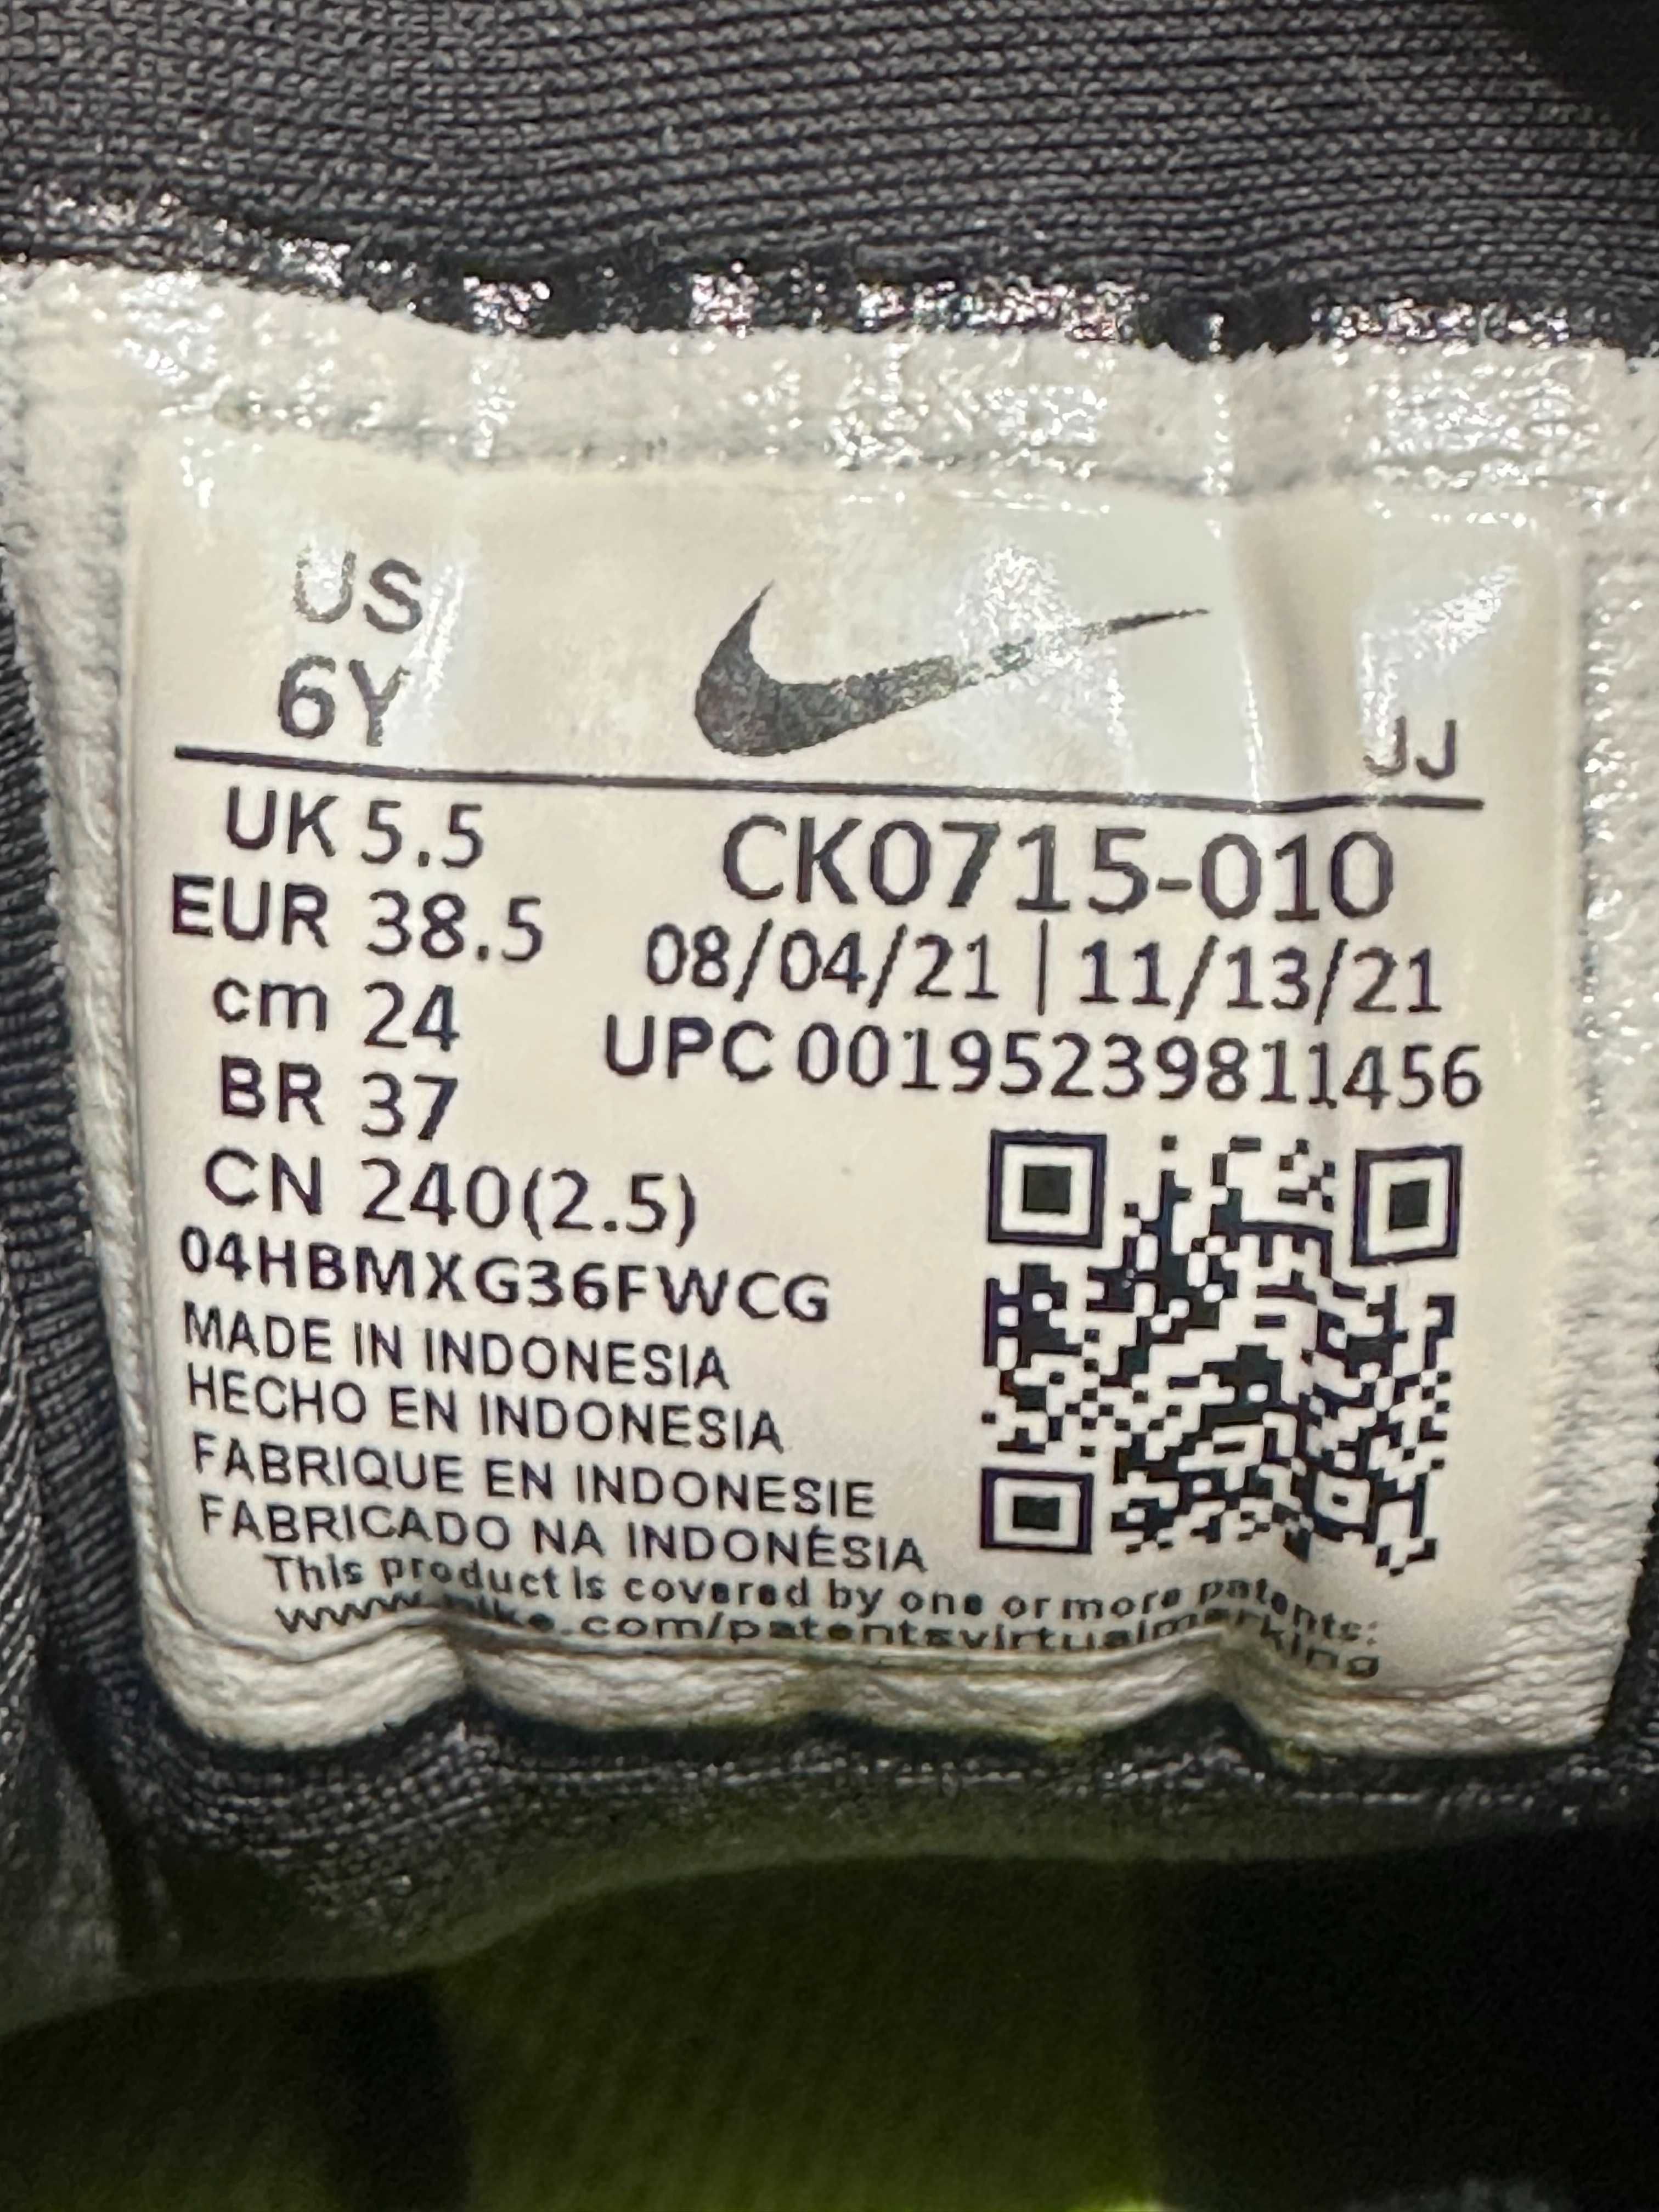 US
6Y
JJ
UK 5.5
EUR 38.5
cm 24
BR 37
CN 240(2.5)
CK0715-010
08/04/21 | 11/13/21
UPC 00195239811456
04HBMXG36FWCG
MADE IN INDONESIA
HECHO EN INDONESIA
FABRIQUE EN INDONESIE
FABRICADO NA INDONÉSIA
This product is covered by one or more patents:
www.nike.com/patentsvirtualmarking